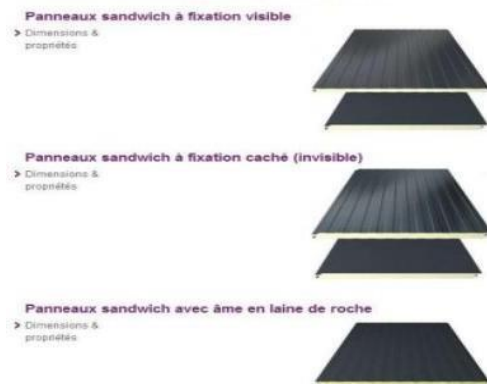 Panneaux sandwich à fixation visible
> Dimensions &
propriétés
Panneaux sandwich à fixation caché (invisible)
> Dimensions &
propriétés
Panneaux sandwich avec âme en laine de roche
> Dimensions &
propriétés